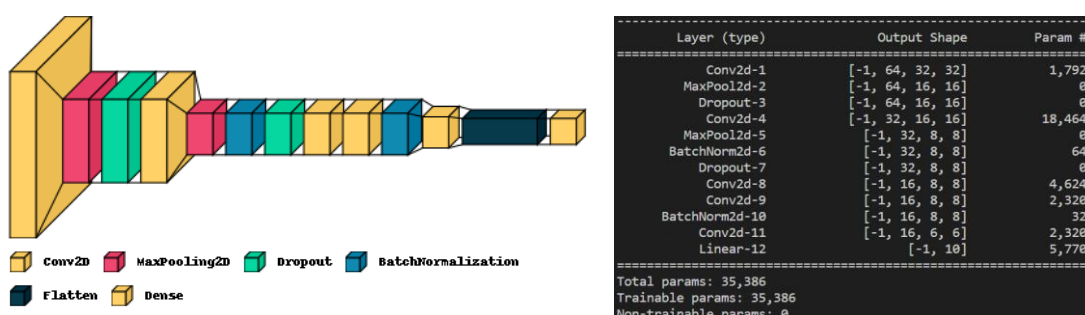 Conv2D MaxPooling2D Dropout BatchNormalization
Flatten Dense
Layer (type) Output Shape Param #
Conv2d-1 [-1, 64, 32, 32] 1,792
MaxPool2d-2 [-1, 64, 16, 16] 0
Dropout-3 [-1, 64, 16, 16] 0
Conv2d-4 [-1, 32, 16, 16] 18,464
MaxPool2d-5 [-1, 32, 8, 8] 0
BatchNorm2d-6 [-1, 32, 8, 8] 64
Dropout-7 [-1, 32, 8, 8] 0
Conv2d-8 [-1, 16, 8, 8] 4,624
Conv2d-9 [-1, 16, 8, 8] 2,320
BatchNorm2d-10 [-1, 16, 8, 8] 32
Conv2d-11 [-1, 16, 6, 6] 2,320
Linear-12 [-1, 10] 5,770
Total params: 35,386
Trainable params: 35,386
Non-trainable params: 0